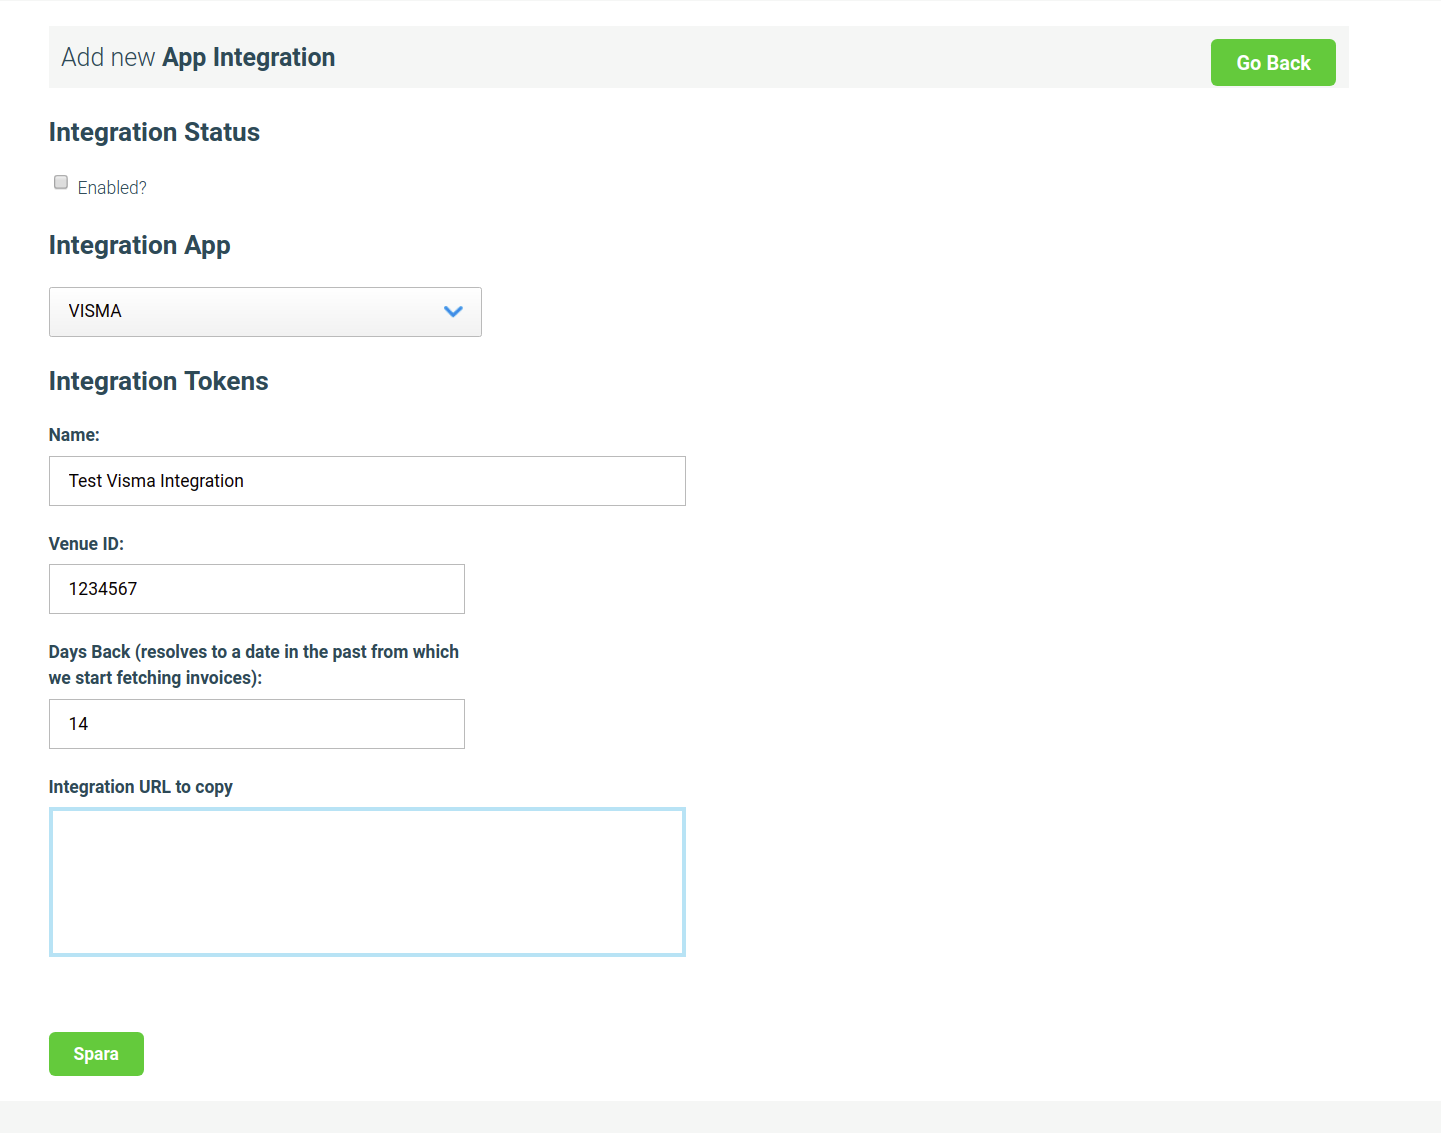 Add new App Integration
Go Back
Integration Status
Enabled?
Integration App
VISMA
Integration Tokens
Name:
Test Visma Integration
Venue ID:
1234567
Days Back (resolves to a date in the past from which
we start fetching invoices):
14
Integration URL to copy
Spara